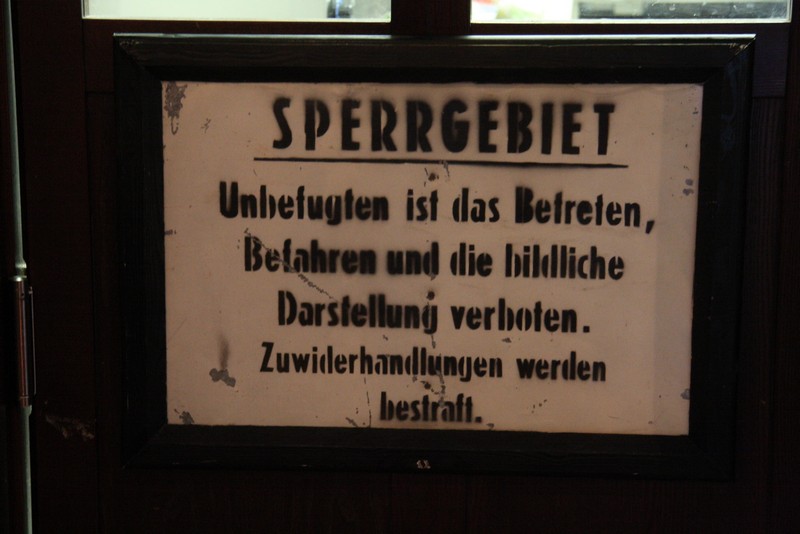 SPERRGEBIET
Unbefugten ist das Betreten,
Befahren und die bildliche
Darstellung verboten.
Zuwiderhandlungen werden
bestraft.